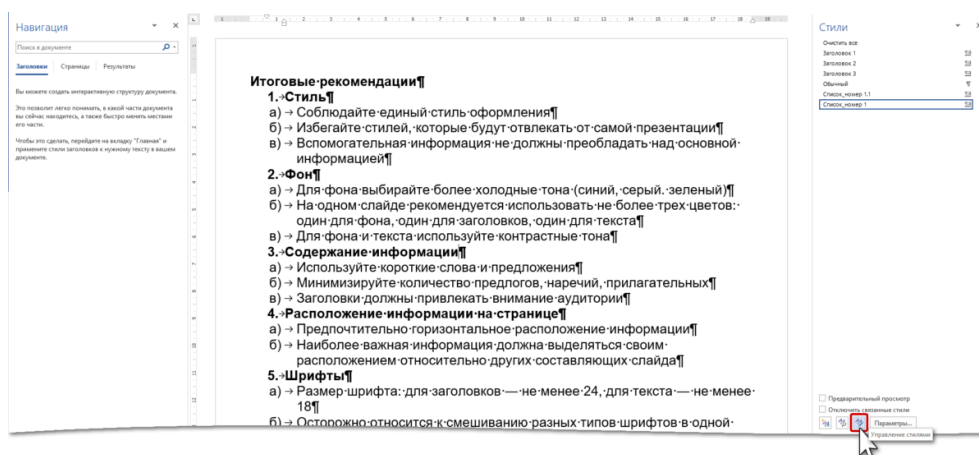 Навигация
Поиск в документе
Заголовки Страницы Результаты
Вы можете создать интерактивную структуру документа.
Это позволит легко понимать, в какой части документа
вы сейчас находитесь, а также быстро менять местами
его части.
Чтобы это сделать, перейдите на вкладку "Главная" и
примените стили заголовков к нужному тексту в вашем
документе.
Итоговые·рекомендации¶
1.→Стиль¶
а)→Соблюдайте·единый·стиль·оформления¶
б)→Избегайте·стилей,·которые·будут·отвлекать·от·самой·презентации¶
в)→Вспомогательная·информация·не·должны·преобладать·над·основной·
информацией¶
2.→Фон¶
а)→Для·фона·выбирайте·более·холодные·тона·(синий,·серый.·зеленый)¶
б)→На·одном·слайде·рекомендуется·использовать·не·более·трех·цветов:·
один·для·фона,·один·для·заголовков,·один·для·текста¶
в)→Для·фона·и·текста·используйте·контрастные·тона¶
3.→Содержание·информации¶
а)→Используйте·короткие·слова·и·предложения¶
б)→Минимизируйте·количество·предлогов,·наречий,·прилагательных¶
в)→Заголовки·должны·привлекать·внимание·аудитории¶
4.→Расположение·информации·на·странице¶
а)→Предпочтительно·горизонтальное·расположение·информации¶
б)→Наиболее·важная·информация·должна·выделяться·своим·
расположением·относительно·других·составляющих·слайда¶
5.→Шрифты¶
а)→Размер·шрифта:·для·заголовков·—·не·менее·24,·для·текста·—·не·менее·
18¶
б)→Осторожно·относится·к·смешиванию·разных·типов·шрифтов·в·одной·
Стили
Очистить все
Заголовок 1
Заголовок 2
Заголовок 3
Обычный
Список_номер 1.1
Список_номер 1
Предварительный просмотр
Отключить связанные стили
Параметры...
Управление стилями